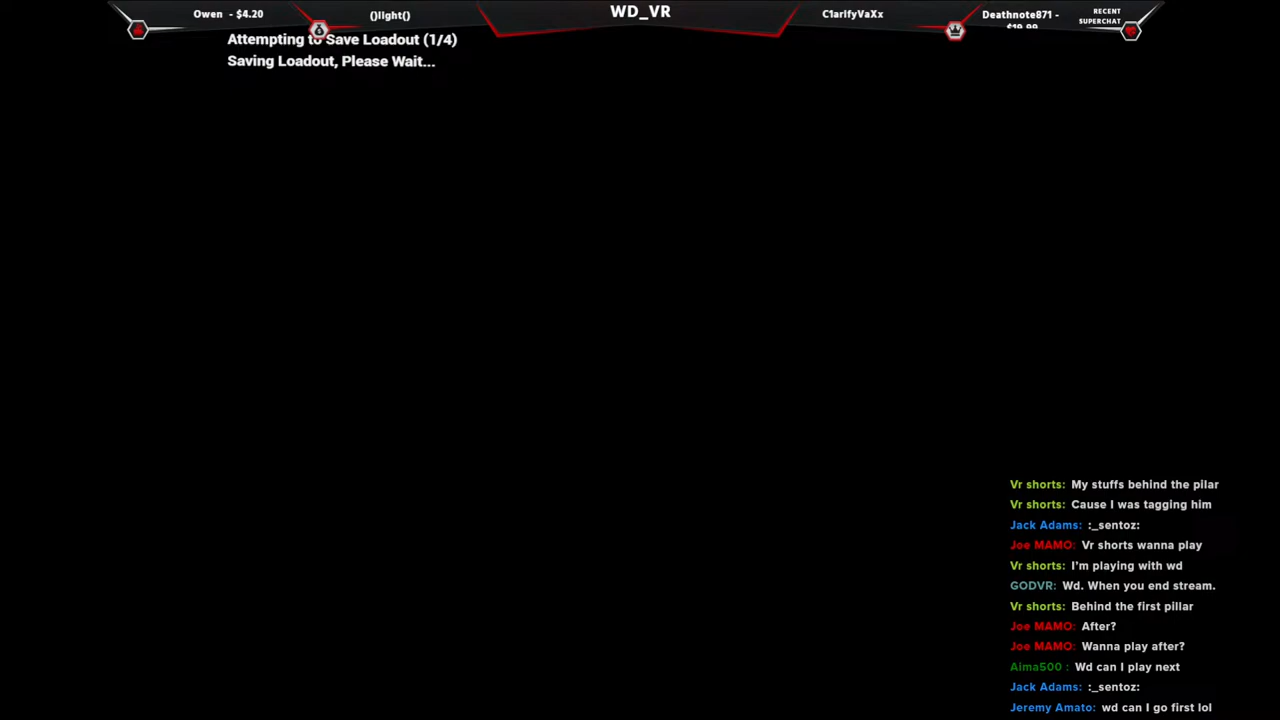 Owen - $4.20
()light()
WD_VR
C1arifyVaXx
Deathnote871 -
$19.99
RECENT
SUPERCHAT
Attempting to Save Loadout (1/4)
Saving Loadout, Please Wait...
Vr shorts: My stuffs behind the pilar
Vr shorts: Cause I was tagging him
Jack Adams: :_sentoz:
Joe MAMO: Vr shorts wanna play
Vr shorts: I'm playing with wd
GODVR: Wd. When you end stream.
Vr shorts: Behind the first pillar
Joe MAMO: After?
Joe MAMO: Wanna play after?
Aima500 : Wd can I play next
Jack Adams: :_sentoz:
Jeremy Amato: wd can I go first lol